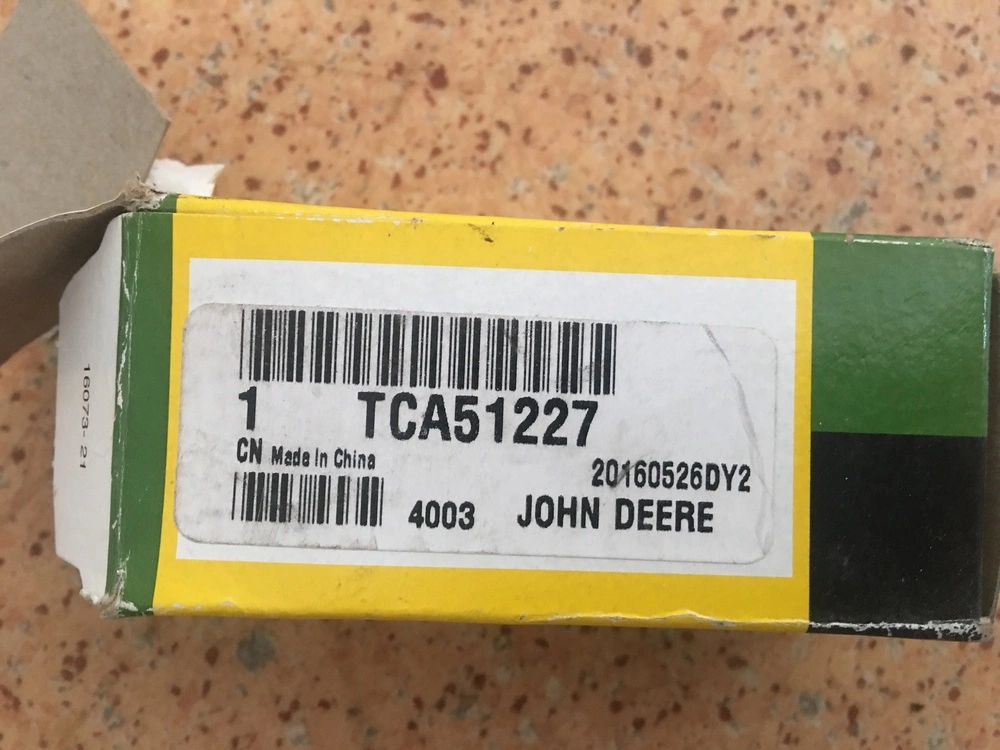 1 TCA51227
CN Made In China
20160526DY2
4003 JOHN DEERE
16073-21